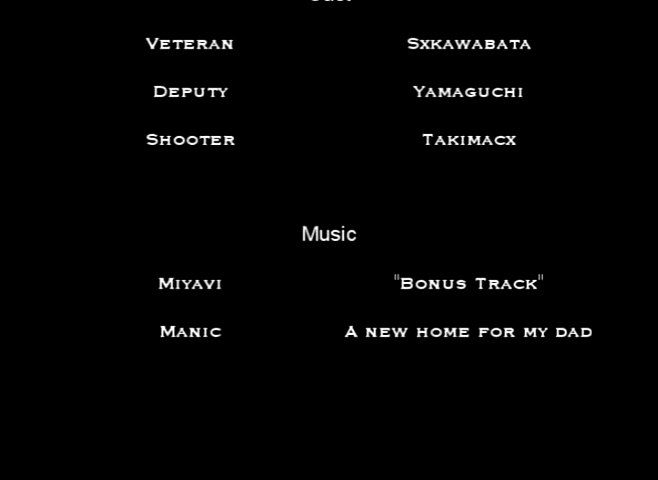 Veteran Sxkawabata
Deputy Yamaguchi
Shooter Takimacx
Music
Miyavi "Bonus Track"
Manic A new home for my dad